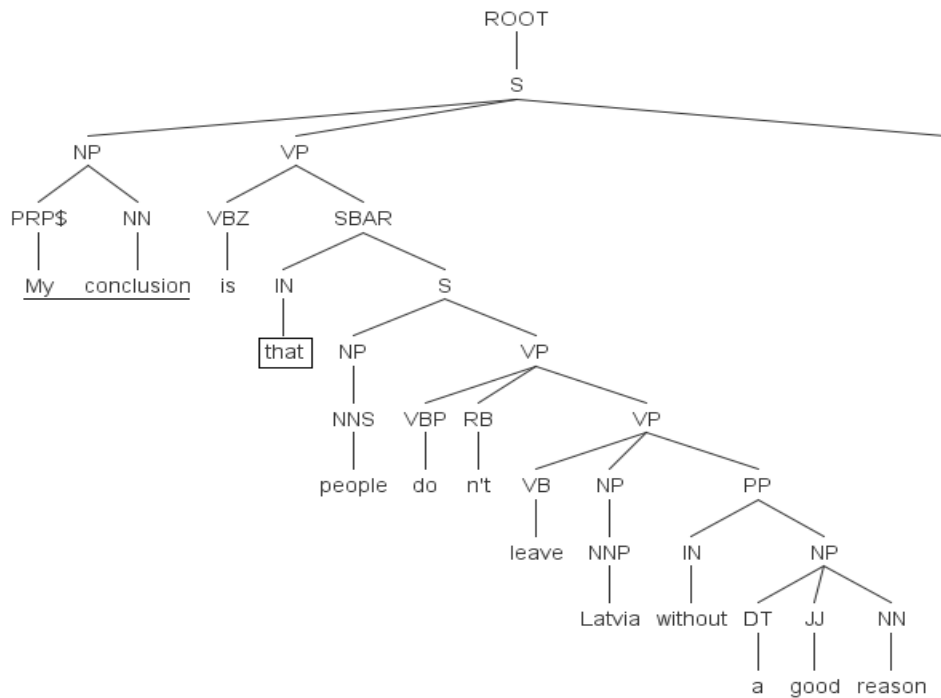 ROOT
S
NP VP
PRP$ NN VBZ SBAR
My conclusion is IN S
that NP VP
NNS VBP RB VP
people do n't VB NP PP
leave NNP IN NP
Latvia without DT JJ NN
a good reason